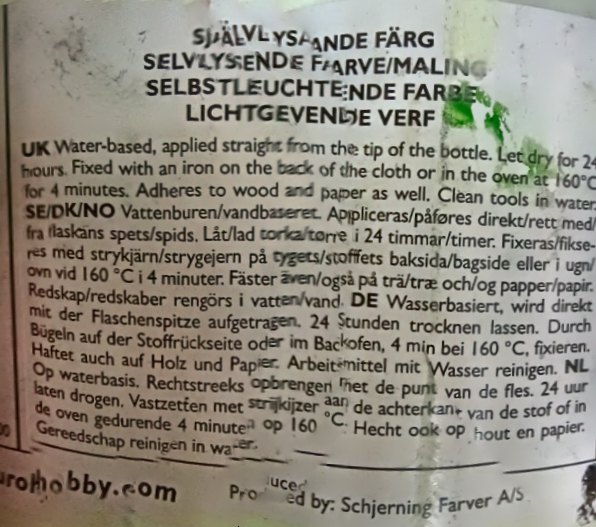 SJÄLVLYSANDE FÄRG
SELVLYSENDE FARVE/MALING
SELBSTLEUCHTENDE FARBE
LICHTGEVENDE VERF
UK Water-based, applied straight from the tip of the bottle. Let dry for 24
hours. Fixed with an iron on the back of the cloth or in the oven at 160°C
for 4 minutes. Adheres to wood and paper as well. Clean tools in water.
SE/DK/NO Vattenburen/vandbaseret. Appliceras/påføres direkt/rett med/
fra flaskans spets/spids. Låt/lad torka/tørre i 24 timmar/timer. Fixeras/fikse-
res med strykjärn/strygejern på tygets/stoffets baksida/bagside eller i ugn/
ovn vid 160 °C i 4 minuter. Fäster även/også på trä/træ och/og papper/papir.
Redskap/redskaber rengörs i vatten/vand. DE Wasserbasiert, wird direkt
mit der Flaschenspitze aufgetragen. 24 Stunden trocknen lassen. Durch
Bügeln auf der Stoffrückseite oder im Backofen, 4 min bei 160 °C, fixieren.
Haftet auch auf Holz und Papier. Arbeitsmittel mit Wasser reinigen. NL
Op waterbasis. Rechtstreeks opbrengen met de punt van de fles. 24 uur
laten drogen. Vastzetten met strijkijzer aan de achterkant van de stof of in
de oven gedurende 4 minuten op 160 °C. Hecht ook op hout en papier.
Gereedschap reinigen in water.
urohobby.com
Produced by: Schjerning Farver A/S